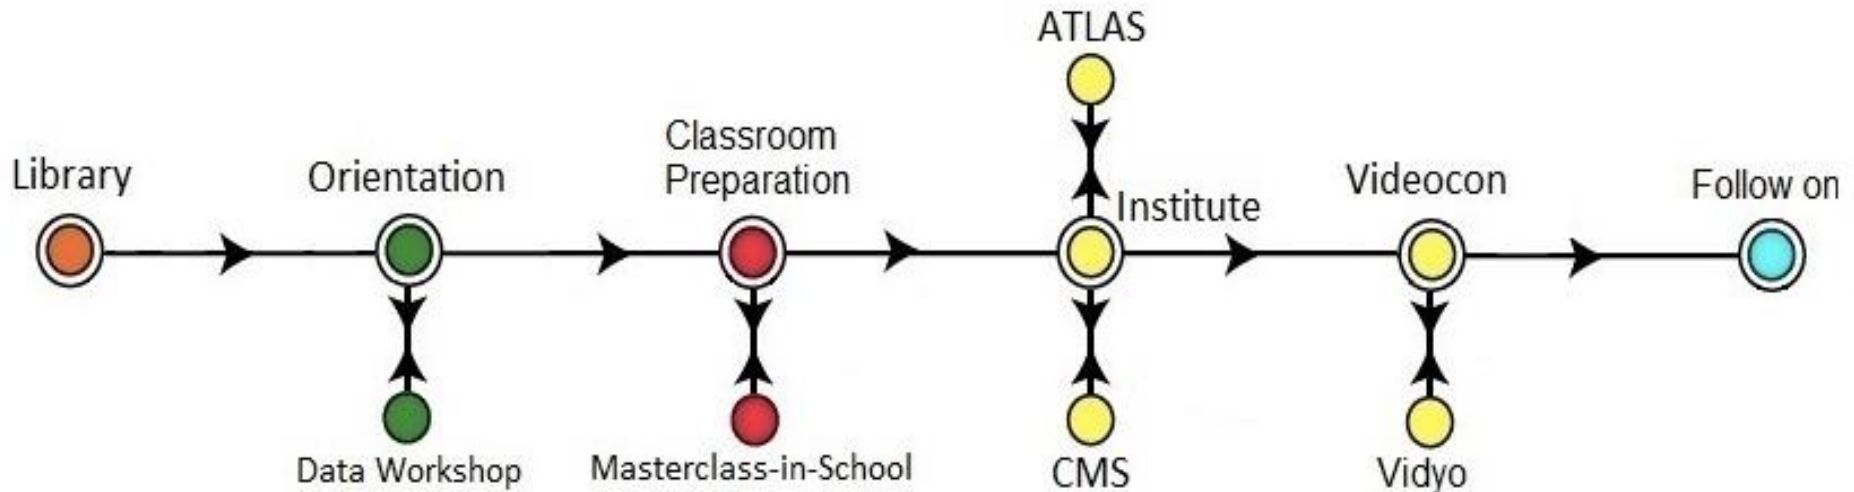 ATLAS
Library
Orientation
Classroom
Preparation
Institute
Videocon
Follow on
Data Workshop
Masterclass-in-School
CMS
Vidyo